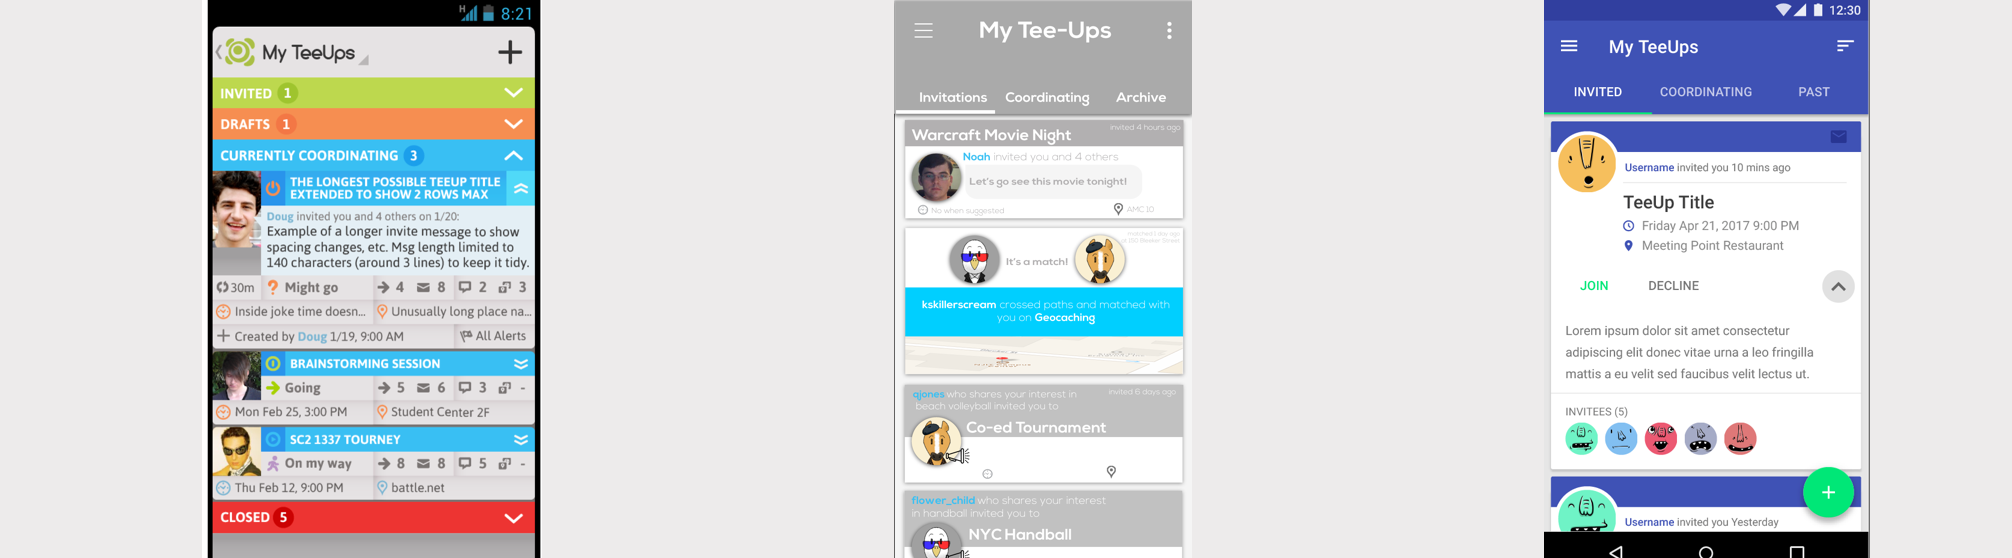 H 8:21
My TeeUps
INVITED 1
DRAFTS 1
CURRENTLY COORDINATING 3
THE LONGEST POSSIBLE TEEUP TITLE
EXTENDED TO SHOW 2 ROWS MAX
Doug invited you and 4 others on 1/20:
Example of a longer invite message to show
spacing changes, etc. Msg length limited to
140 characters (around 3 lines) to keep it tidy.
30m ? Might go 4 8 2 3
Inside joke time doesn... Unusually long place na...
Created by Doug 1/19, 9:00 AM All Alerts
BRAINSTORMING SESSION
Going 5 6 3 -
Mon Feb 25, 3:00 PM Student Center 2F
SC2 1337 TOURNEY
On my way 8 8 5 -
Thu Feb 12, 9:00 PM battle.net
CLOSED 5
My Tee-Ups
Invitations Coordinating Archive
Warcraft Movie Night invited 4 hours ago
Noah invited you and 4 others
Let's go see this movie tonight!
No when suggested AMC 10
It's a match!
kskillerscream crossed paths and matched with
you on Geocaching
ajones who shares your interest in invited 6 days ago
beach volleyball invited you to
Co-ed Tournament
flower_child who shares your interest
in handball invited you to
NYC Handball
12:30
My TeeUps
INVITED COORDINATING PAST
Username invited you 10 mins ago
TeeUp Title
Friday Apr 21, 2017 9:00 PM
Meeting Point Restaurant
JOIN DECLINE
Lorem ipsum dolor sit amet consectetur
adipiscing elit donec vitae urna a leo fringilla
mattis a eu velit sed faucibus velit lectus ut.
INVITEES (5)
Username invited you Yesterday